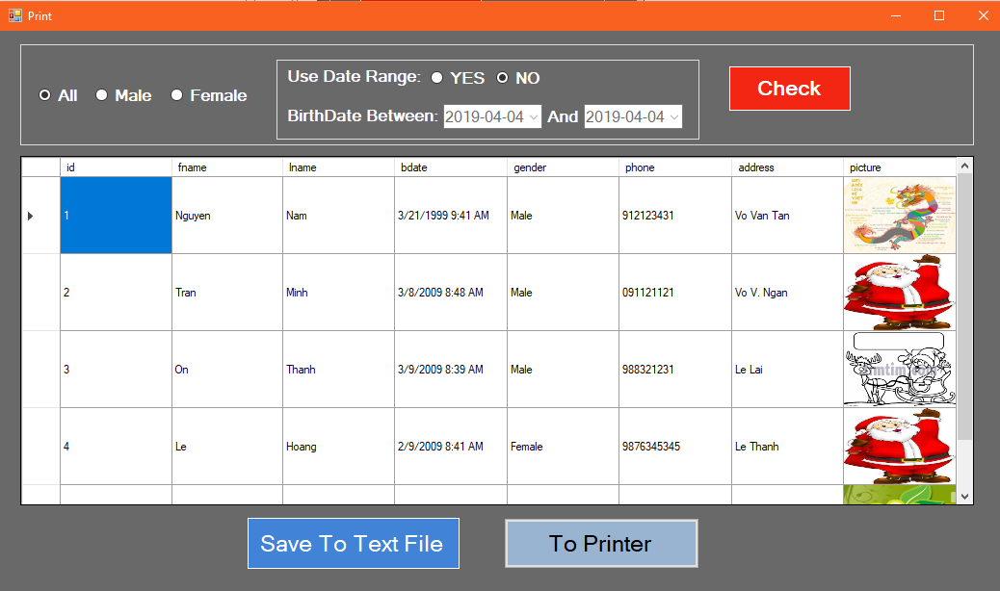 Print
All Male Female
Use Date Range: YES NO
BirthDate Between: 2019-04-04 And 2019-04-04
Check
id fname lname bdate gender phone address picture
1 Nguyen Nam 3/21/1999 9:41 AM Male 912123431 Vo Van Tan
2 Tran Minh 3/8/2009 8:48 AM Male 091121121 Vo V. Ngan
3 On Thanh 3/9/2009 8:39 AM Male 988321231 Le Lai
4 Le Hoang 2/9/2009 8:41 AM Female 9876345345 Le Thanh
Save To Text File To Printer